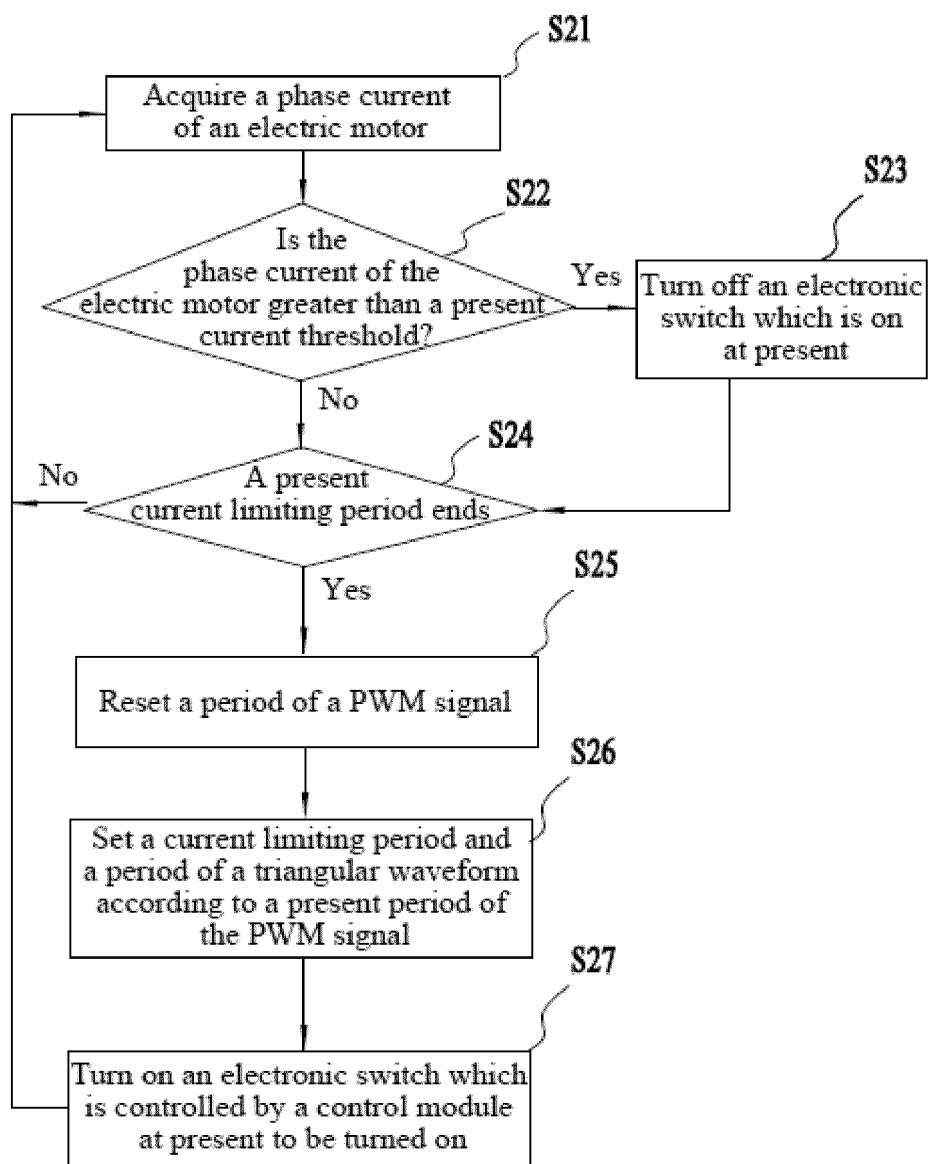 S21
Acquire a phase current
of an electric motor
S22
Is the
phase current of the
electric motor greater than a present
current threshold?
Yes
S23
Turn off an electronic
switch which is on
at present
No
S24
A present
current limiting period ends
No
Yes
S25
Reset a period of a PWM signal
S26
Set a current limiting period and
a period of a triangular waveform
according to a present period of
the PWM signal
S27
Turn on an electronic switch which
is controlled by a control module
at present to be turned on